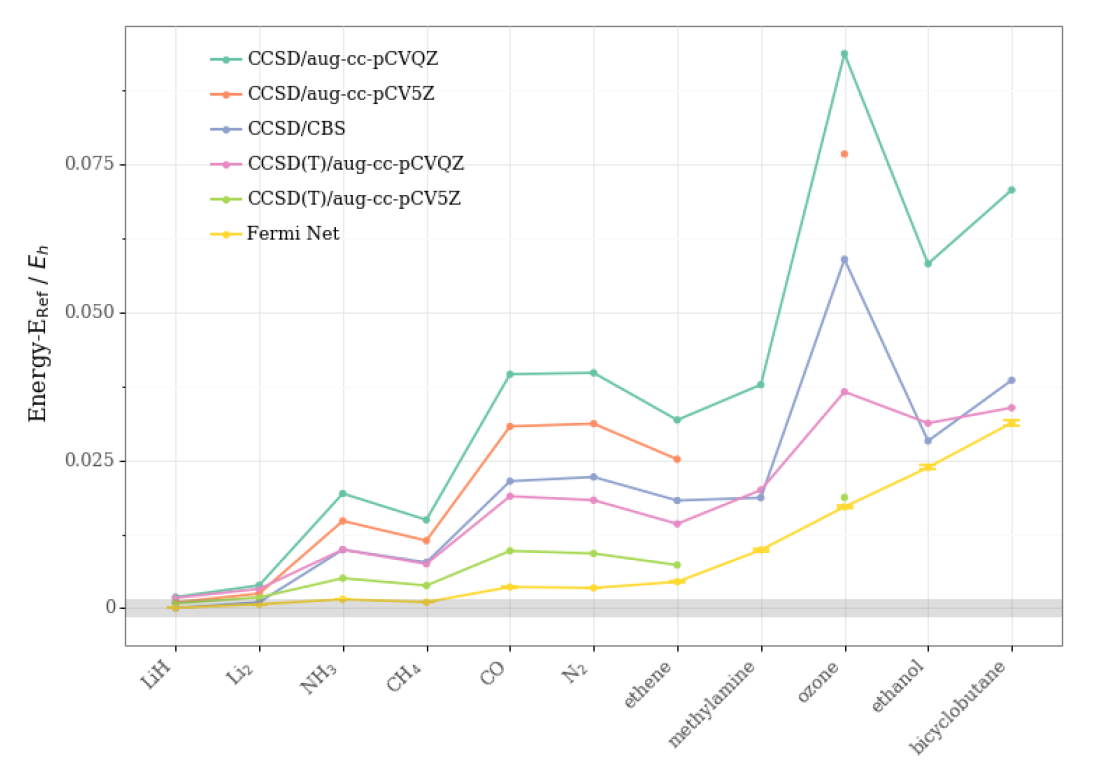 CCSD/aug-cc-pCVQZ
CCSD/aug-cc-pCV5Z
CCSD/CBS
CCSD(T)/aug-cc-pCVQZ
CCSD(T)/aug-cc-pCV5Z
Fermi Net
Energy-E_Ref / E_h
0.075
0.050
0.025
0
LiH
Li₂
NH₃
CH₄
CO
N₂
ethene
methylamine
ozone
ethanol
bicyclobutane